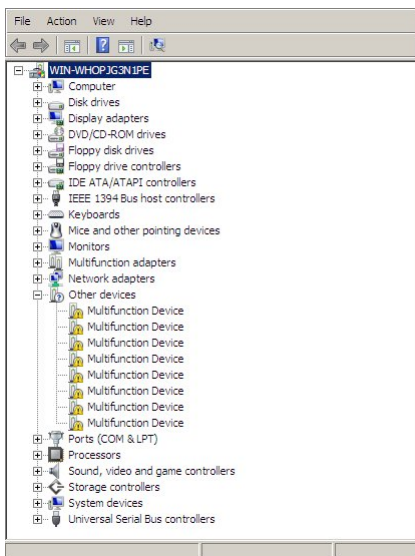 File Action View Help
WIN-WHOPJG3N1PE
Computer
Disk drives
Display adapters
DVD/CD-ROM drives
Floppy disk drives
Floppy drive controllers
IDE ATA/ATAPI controllers
IEEE 1394 Bus host controllers
Keyboards
Mice and other pointing devices
Monitors
Multifunction adapters
Network adapters
Other devices
Multifunction Device
Multifunction Device
Multifunction Device
Multifunction Device
Multifunction Device
Multifunction Device
Multifunction Device
Multifunction Device
Ports (COM & LPT)
Processors
Sound, video and game controllers
Storage controllers
System devices
Universal Serial Bus controllers